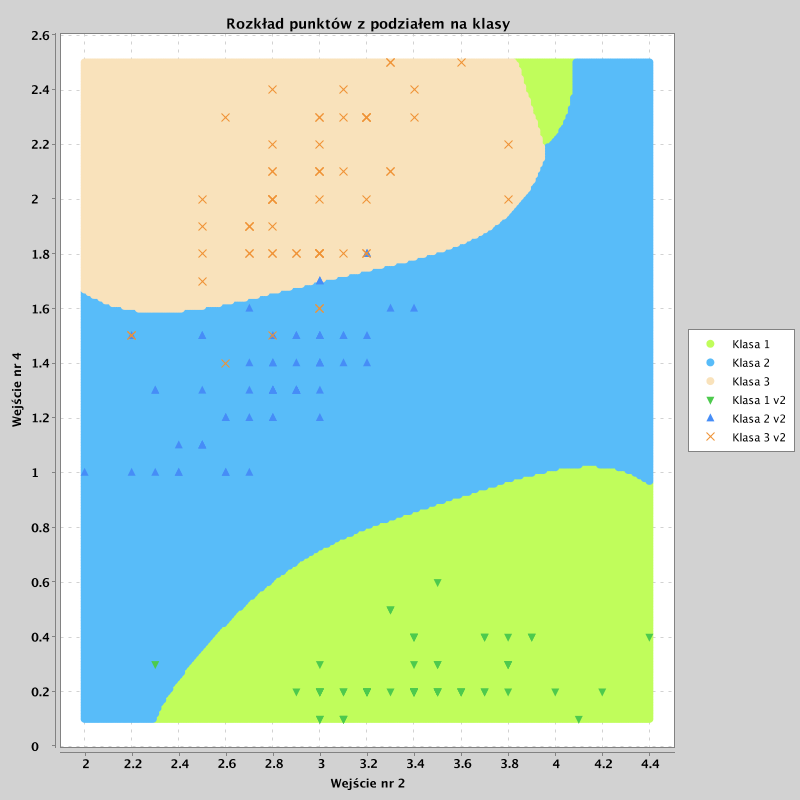 Rozkład punktów z podziałem na klasy
2.6
2.4
2.2
2
1.8
1.6
1.4
1.2
1
0.8
0.6
0.4
0.2
0
Wejście nr 4
2 2.2 2.4 2.6 2.8 3 3.2 3.4 3.6 3.8 4 4.2 4.4
Wejście nr 2
Klasa 1
Klasa 2
Klasa 3
Klasa 1 v2
Klasa 2 v2
Klasa 3 v2